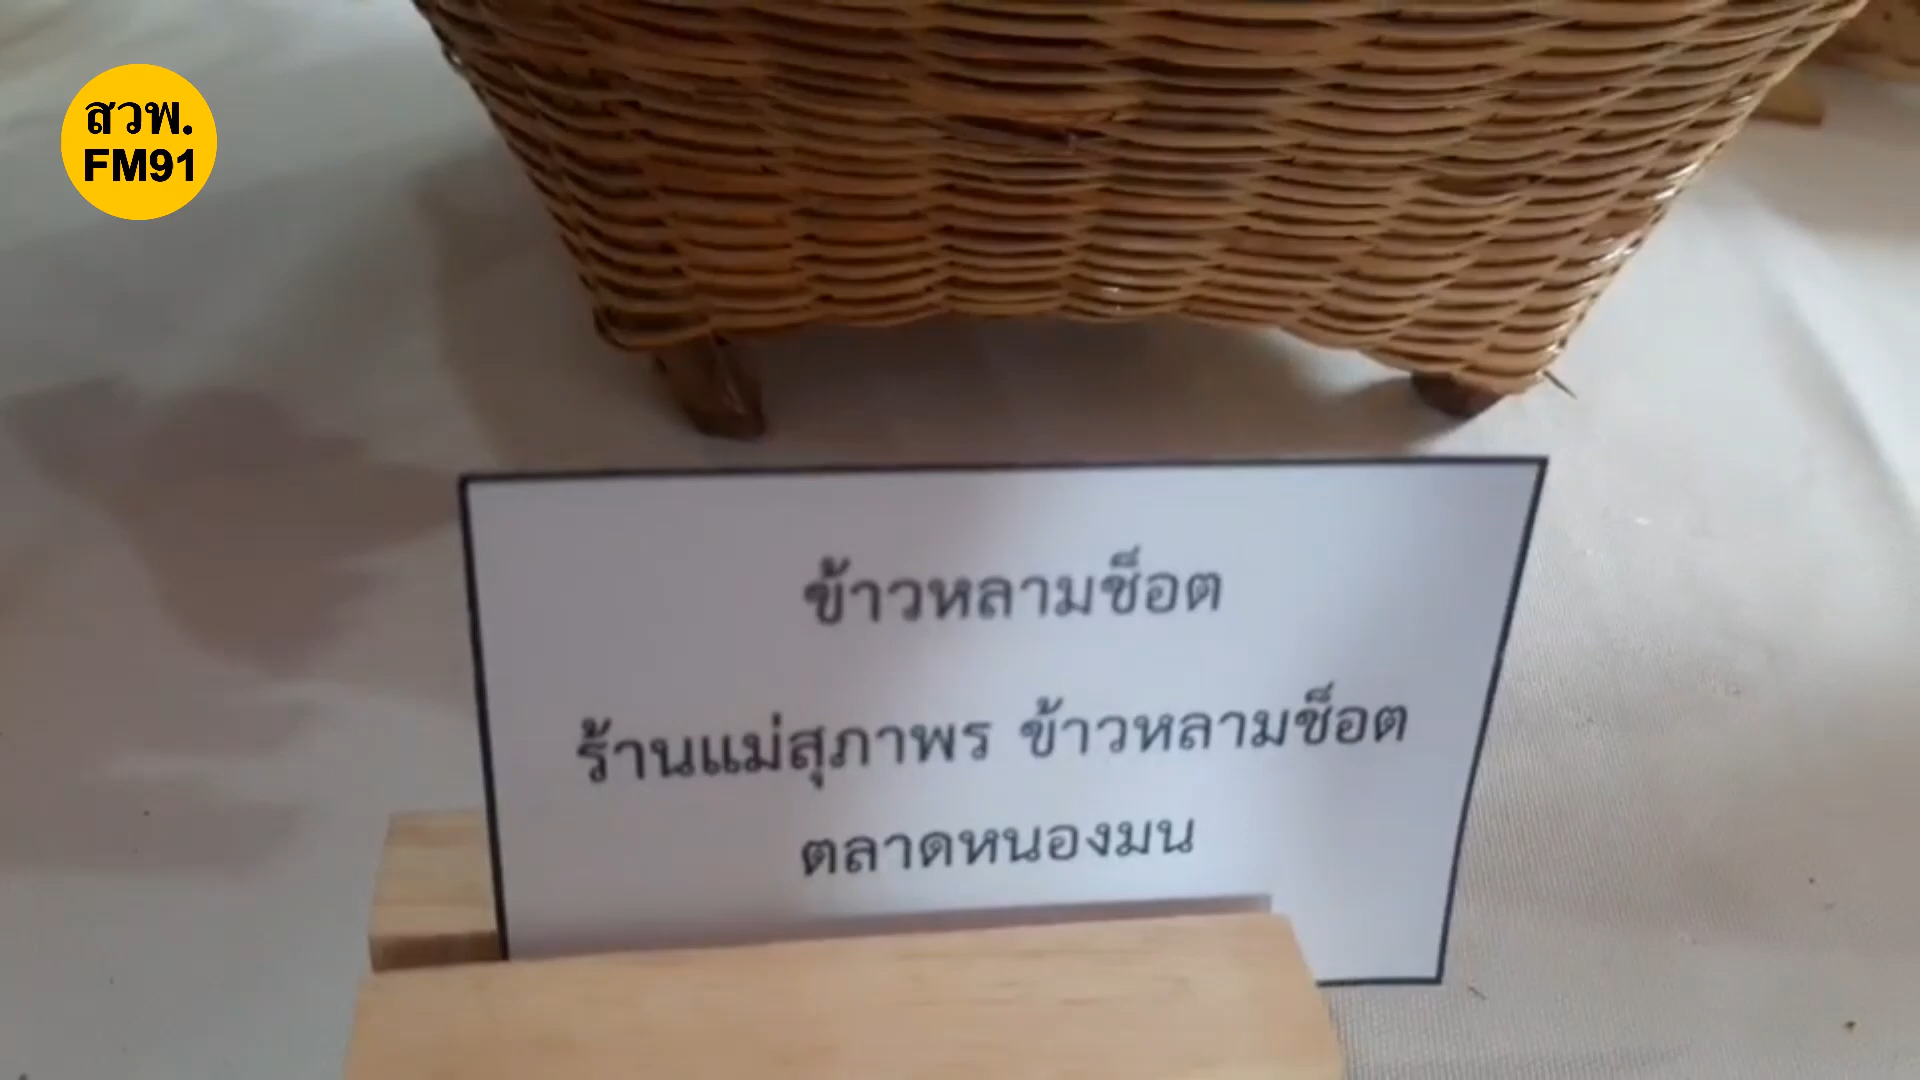 สวพ.
FM91
ข้าวหลามช็อต
ร้านแม่สุภาพร ข้าวหลามช็อต
ตลาดหนองมน